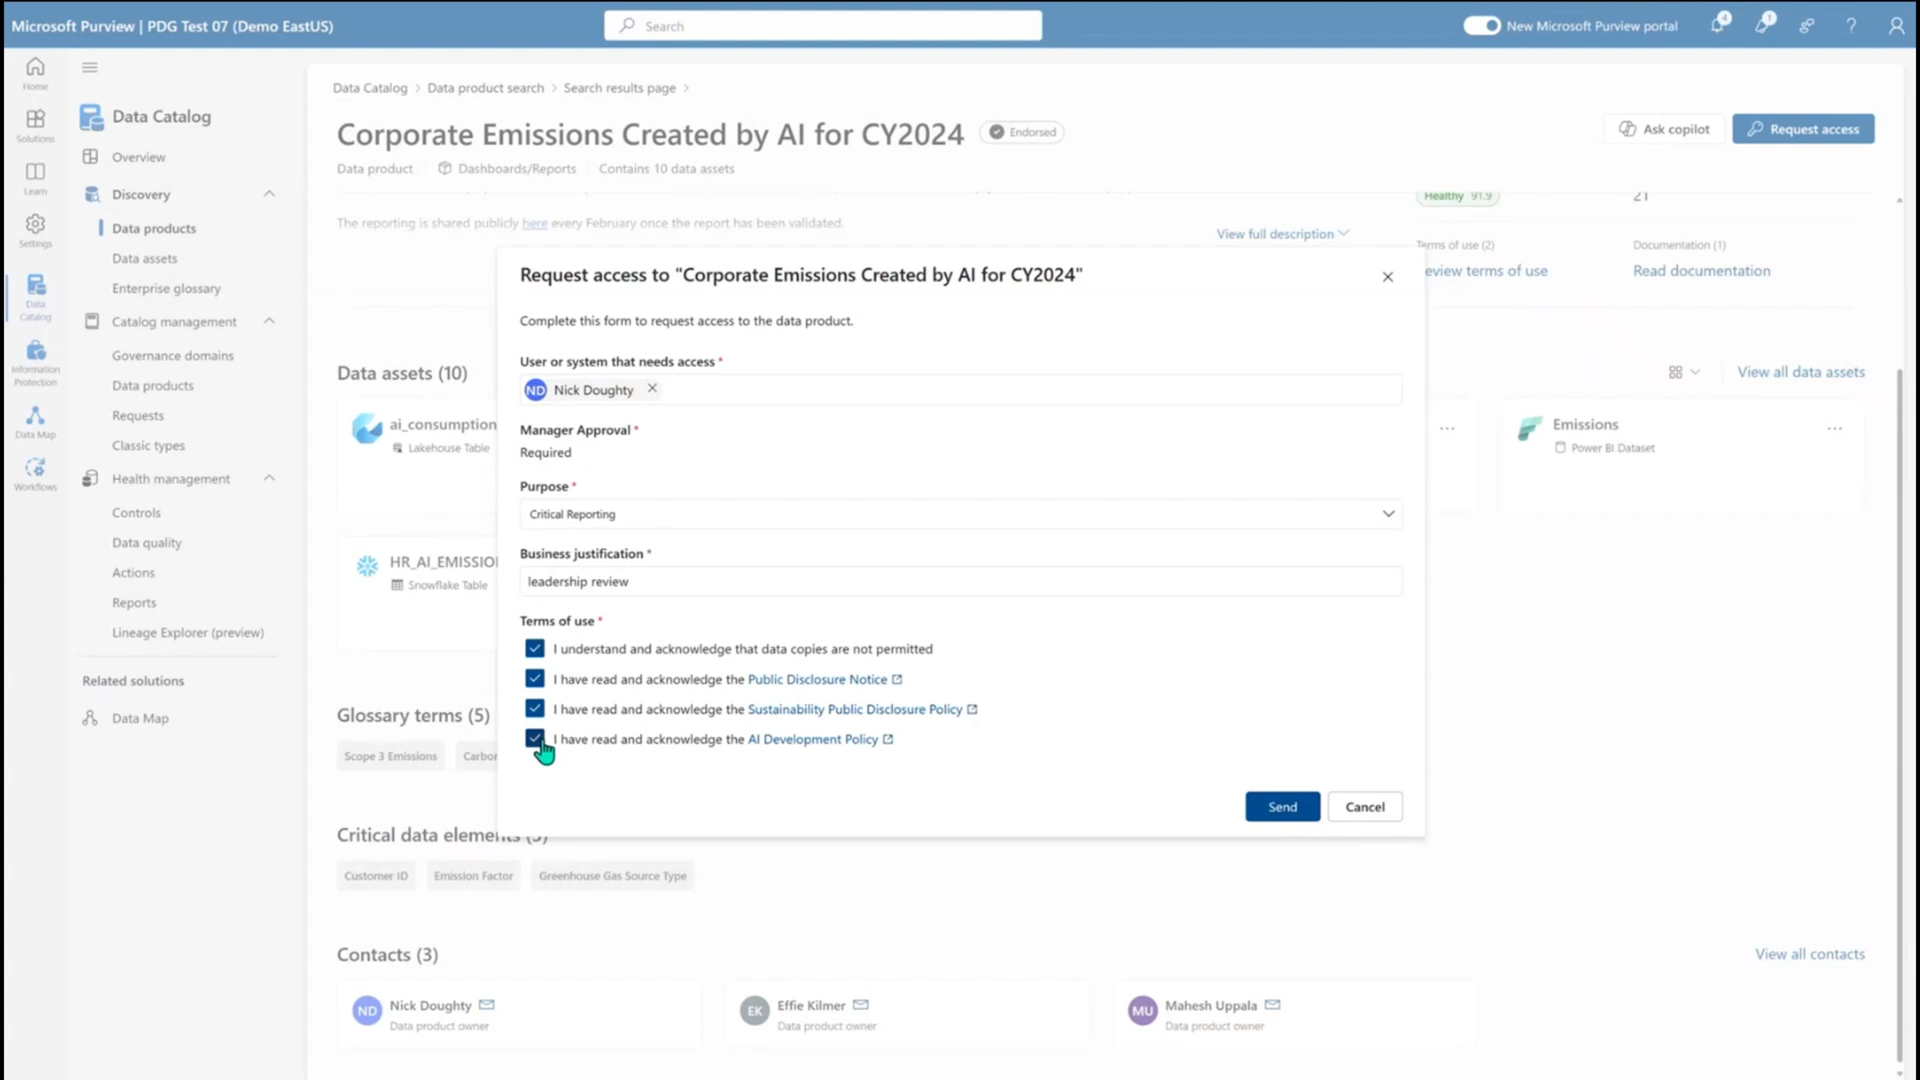 Microsoft Purview | PDG Test 07 (Demo EastUS)
Search
New Microsoft Purview portal
4
1
Home
Solutions
Learn
Settings
Data
Catalog
Information
Protection
Data Map
Workflows
Data Catalog
Overview
Discovery
Data products
Data assets
Enterprise glossary
Catalog management
Governance domains
Data products
Requests
Classic types
Health management
Controls
Data quality
Actions
Reports
Lineage Explorer (preview)
Related solutions
Data Map
Data Catalog > Data product search > Search results page >
Corporate Emissions Created by AI for CY2024 Endorsed
Ask copilot
Request access
Data product Dashboards/Reports Contains 10 data assets
Healthy 91.9
21
The reporting is shared publicly here every February once the report has been validated.
View full description
Terms of use (2)
Documentation (1)
eview terms of use
Read documentation
Request access to "Corporate Emissions Created by AI for CY2024"
Complete this form to request access to the data product.
User or system that needs access *
ND Nick Doughty
Manager Approval *
Required
Purpose *
Critical Reporting
Business justification *
leadership review
Terms of use *
I understand and acknowledge that data copies are not permitted
I have read and acknowledge the Public Disclosure Notice
I have read and acknowledge the Sustainability Public Disclosure Policy
I have read and acknowledge the AI Development Policy
Send
Cancel
Data assets (10)
View all data assets
ai_consumption
Lakehouse Table
Emissions
Power BI Dataset
HR_AI_EMISSIO
Snowflake Table
Glossary terms (5)
Scope 3 Emissions
Carbo
Critical data elements
Customer ID
Emission Factor
Greenhouse Gas Source Type
Contacts (3)
View all contacts
ND Nick Doughty
Data product owner
EK Effie Kilmer
Data product owner
MU Mahesh Uppala
Data product owner